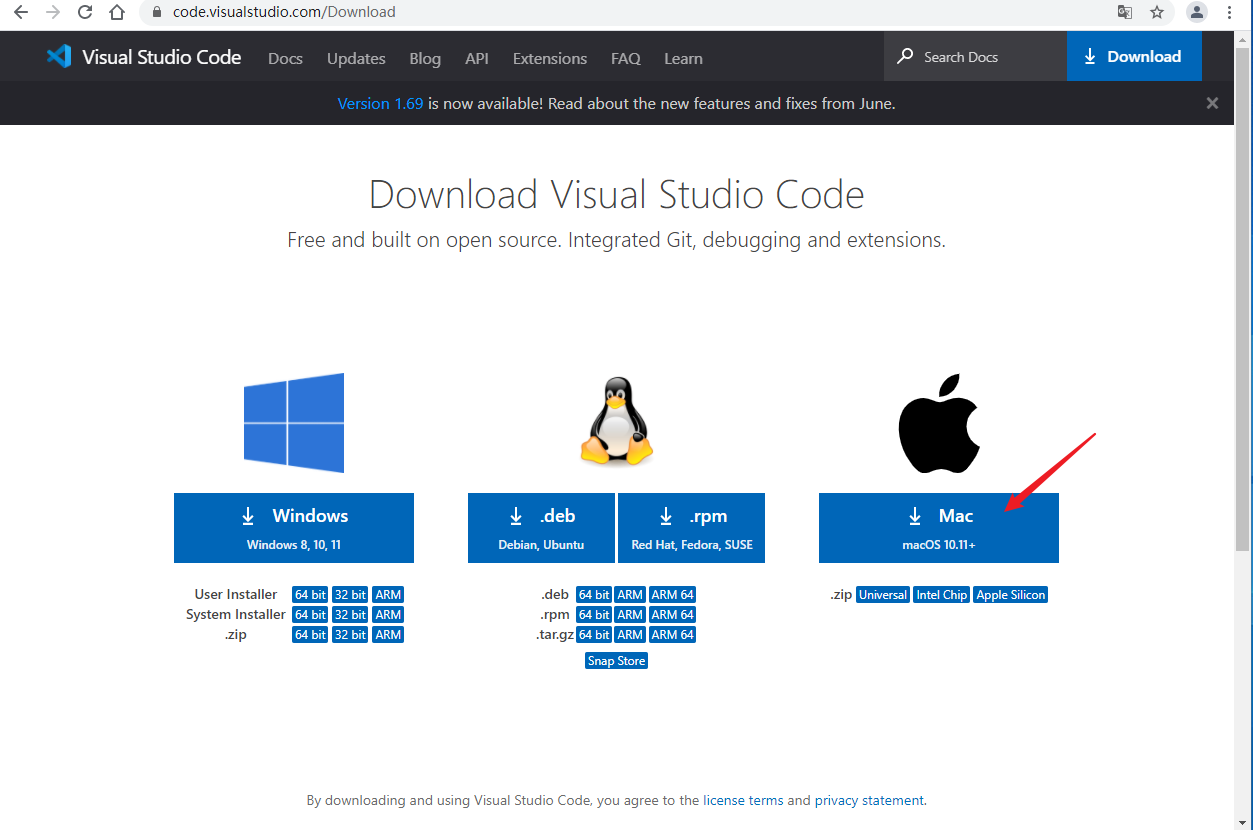 code.visualstudio.com/Download
Visual Studio Code Docs Updates Blog API Extensions FAQ Learn Search Docs Download
Version 1.69 is now available! Read about the new features and fixes from June.
Download Visual Studio Code
Free and built on open source. Integrated Git, debugging and extensions.
Windows
Windows 8, 10, 11
User Installer 64 bit 32 bit ARM
System Installer 64 bit 32 bit ARM
.zip 64 bit 32 bit ARM
.deb
Debian, Ubuntu
.rpm
Red Hat, Fedora, SUSE
.deb 64 bit ARM ARM 64
.rpm 64 bit ARM ARM 64
.tar.gz 64 bit ARM ARM 64
Snap Store
Mac
macOS 10.11+
.zip Universal Intel Chip Apple Silicon
By downloading and using Visual Studio Code, you agree to the license terms and privacy statement.